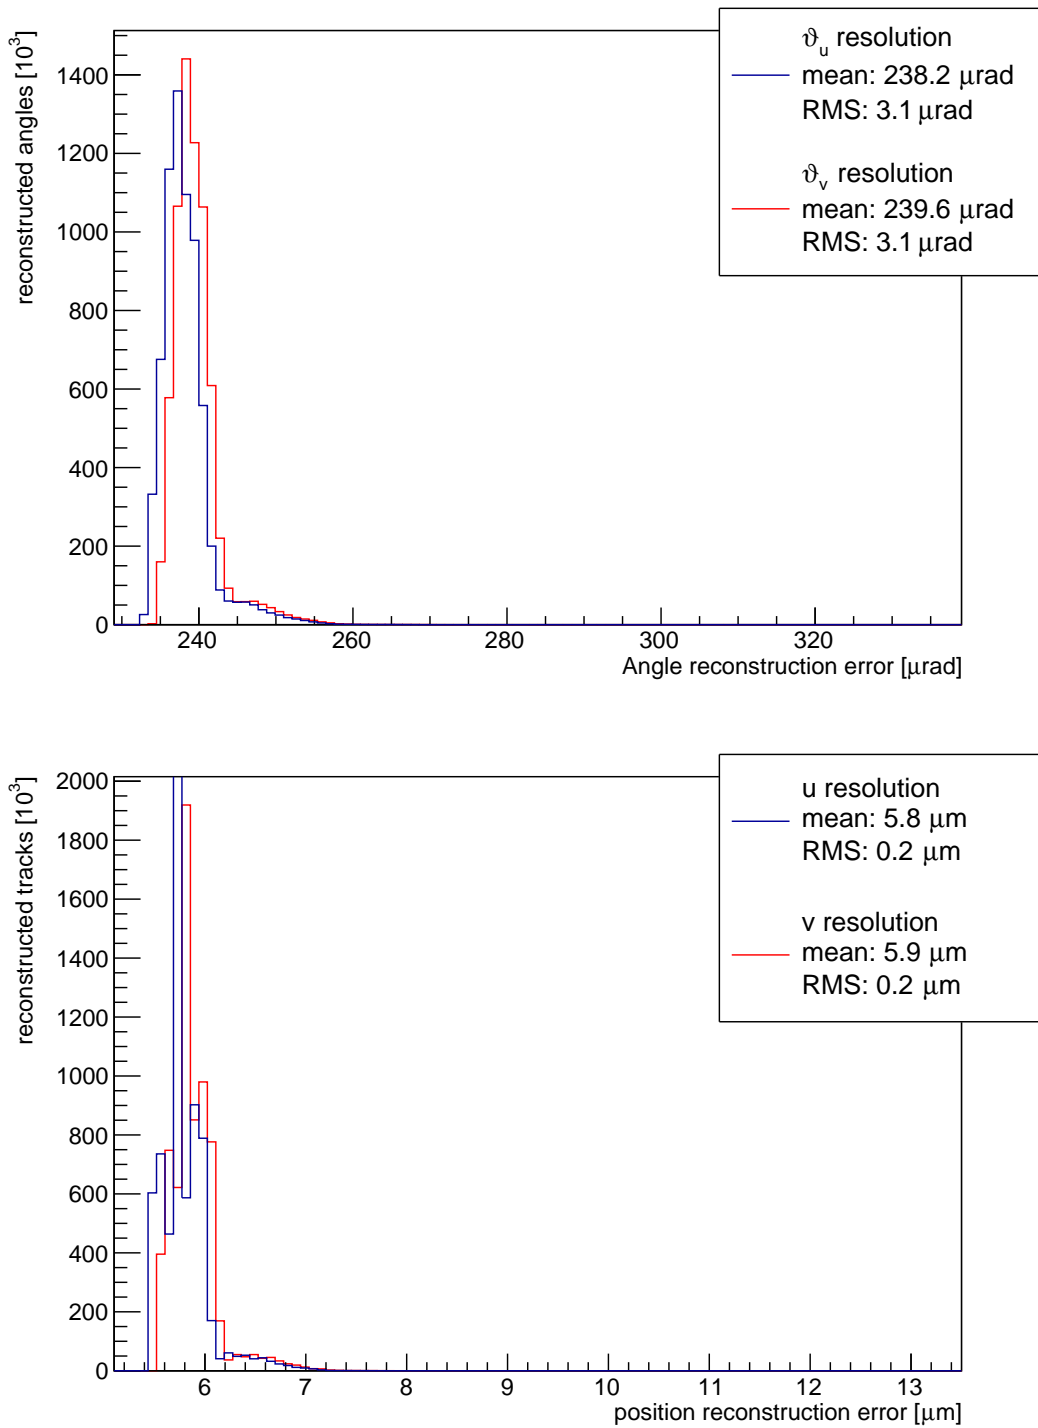 reconstructed angles [10³]
1400
1200
1000
800
600
400
200
0
240
260
280
300
320
Angle reconstruction error [μrad]
ϑ_u resolution
mean: 238.2 μrad
RMS: 3.1 μrad
ϑ_v resolution
mean: 239.6 μrad
RMS: 3.1 μrad
reconstructed tracks [10³]
2000
1800
1600
1400
1200
1000
800
600
400
200
0
6
7
8
9
10
11
12
13
position reconstruction error [μm]
u resolution
mean: 5.8 μm
RMS: 0.2 μm
v resolution
mean: 5.9 μm
RMS: 0.2 μm